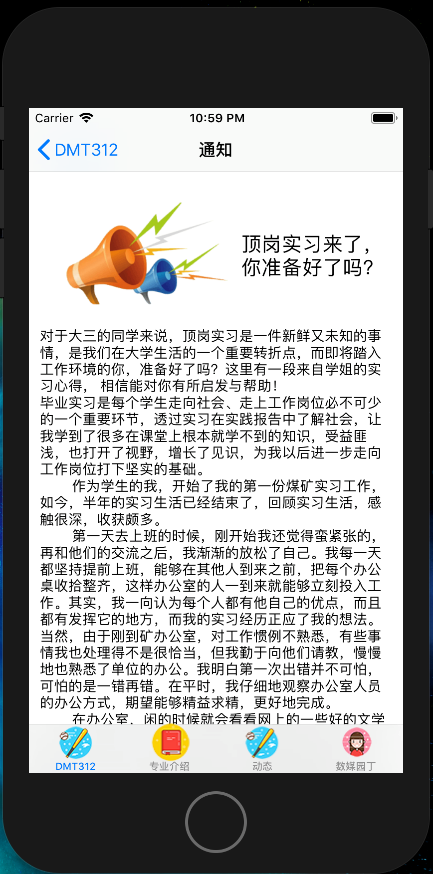 Carrier 10:59 PM
DMT312 通知
顶岗实习来了，
你准备好了吗?
对于大三的同学来说，顶岗实习是一件新鲜又未知的事
情，是我们在大学生活的一个重要转折点，而即将踏入
工作环境的你，准备好了吗？这里有一段来自学姐的实
习心得， 相信能对你有所启发与帮助！
毕业实习是每个学生走向社会、走上工作岗位必不可少
的一个重要环节，透过实习在实践报告中了解社会，让
我学到了很多在课堂上根本就学不到的知识，受益匪
浅，也打开了视野，增长了见识，为我以后进一步走向
工作岗位打下坚实的基础。
作为学生的我，开始了我的第一份煤矿实习工作，
如今，半年的实习生活已经结束了，回顾实习生活，感
触很深，收获颇多。
第一天去上班的时候，刚开始我还觉得蛮紧张的，
再和他们的交流之后，我渐渐的放松了自己。我每一天
都坚持提前上班，能够在其他人到来之前，把每个办公
桌收拾整齐，这样办公室的人一到来就能够立刻投入工
作。其实，我一向认为每个人都有他自己的优点，而且
都有发挥它的地方，而我的实习经历正应了我的想法。
当然，由于刚到矿办公室，对工作惯例不熟悉，有些事
情我也处理得不是很恰当，但我勤于向他们请教，慢慢
地也熟悉了单位的办公。我明白第一次出错并不可怕，
可怕的是一错再错。在平时，我仔细地观察办公室人员
的办公方式，期望能够精益求精，更好地完成。
在办公室，闲的时候就会看看网上的一些好的文学
DMT312 专业介绍 动态 数媒园丁